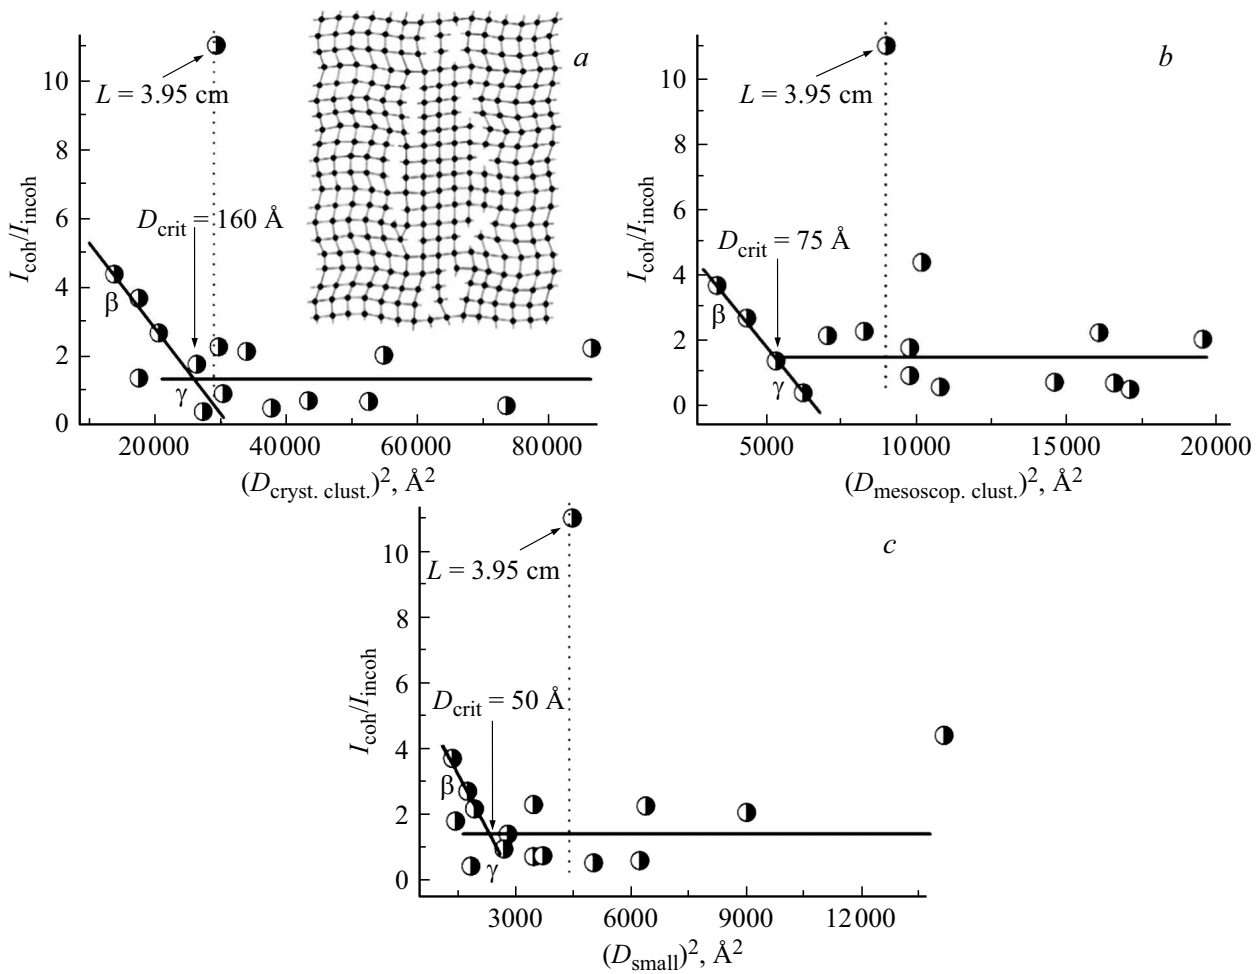 a
10
8
6
4
2
0
I_coh/I_incoh
L = 3.95 cm
D_crit = 160 Å
β
γ
20000 40000 60000 80000
(D_cryst. clust.)², Å²
b
10
8
6
4
2
0
I_coh/I_incoh
L = 3.95 cm
D_crit = 75 Å
β
γ
5000 10000 15000 20000
(D_mesoscop. clust.)², Å²
c
10
8
6
4
2
0
I_coh/I_incoh
L = 3.95 cm
D_crit = 50 Å
β
γ
3000 6000 9000 12000
(D_small)², Å²